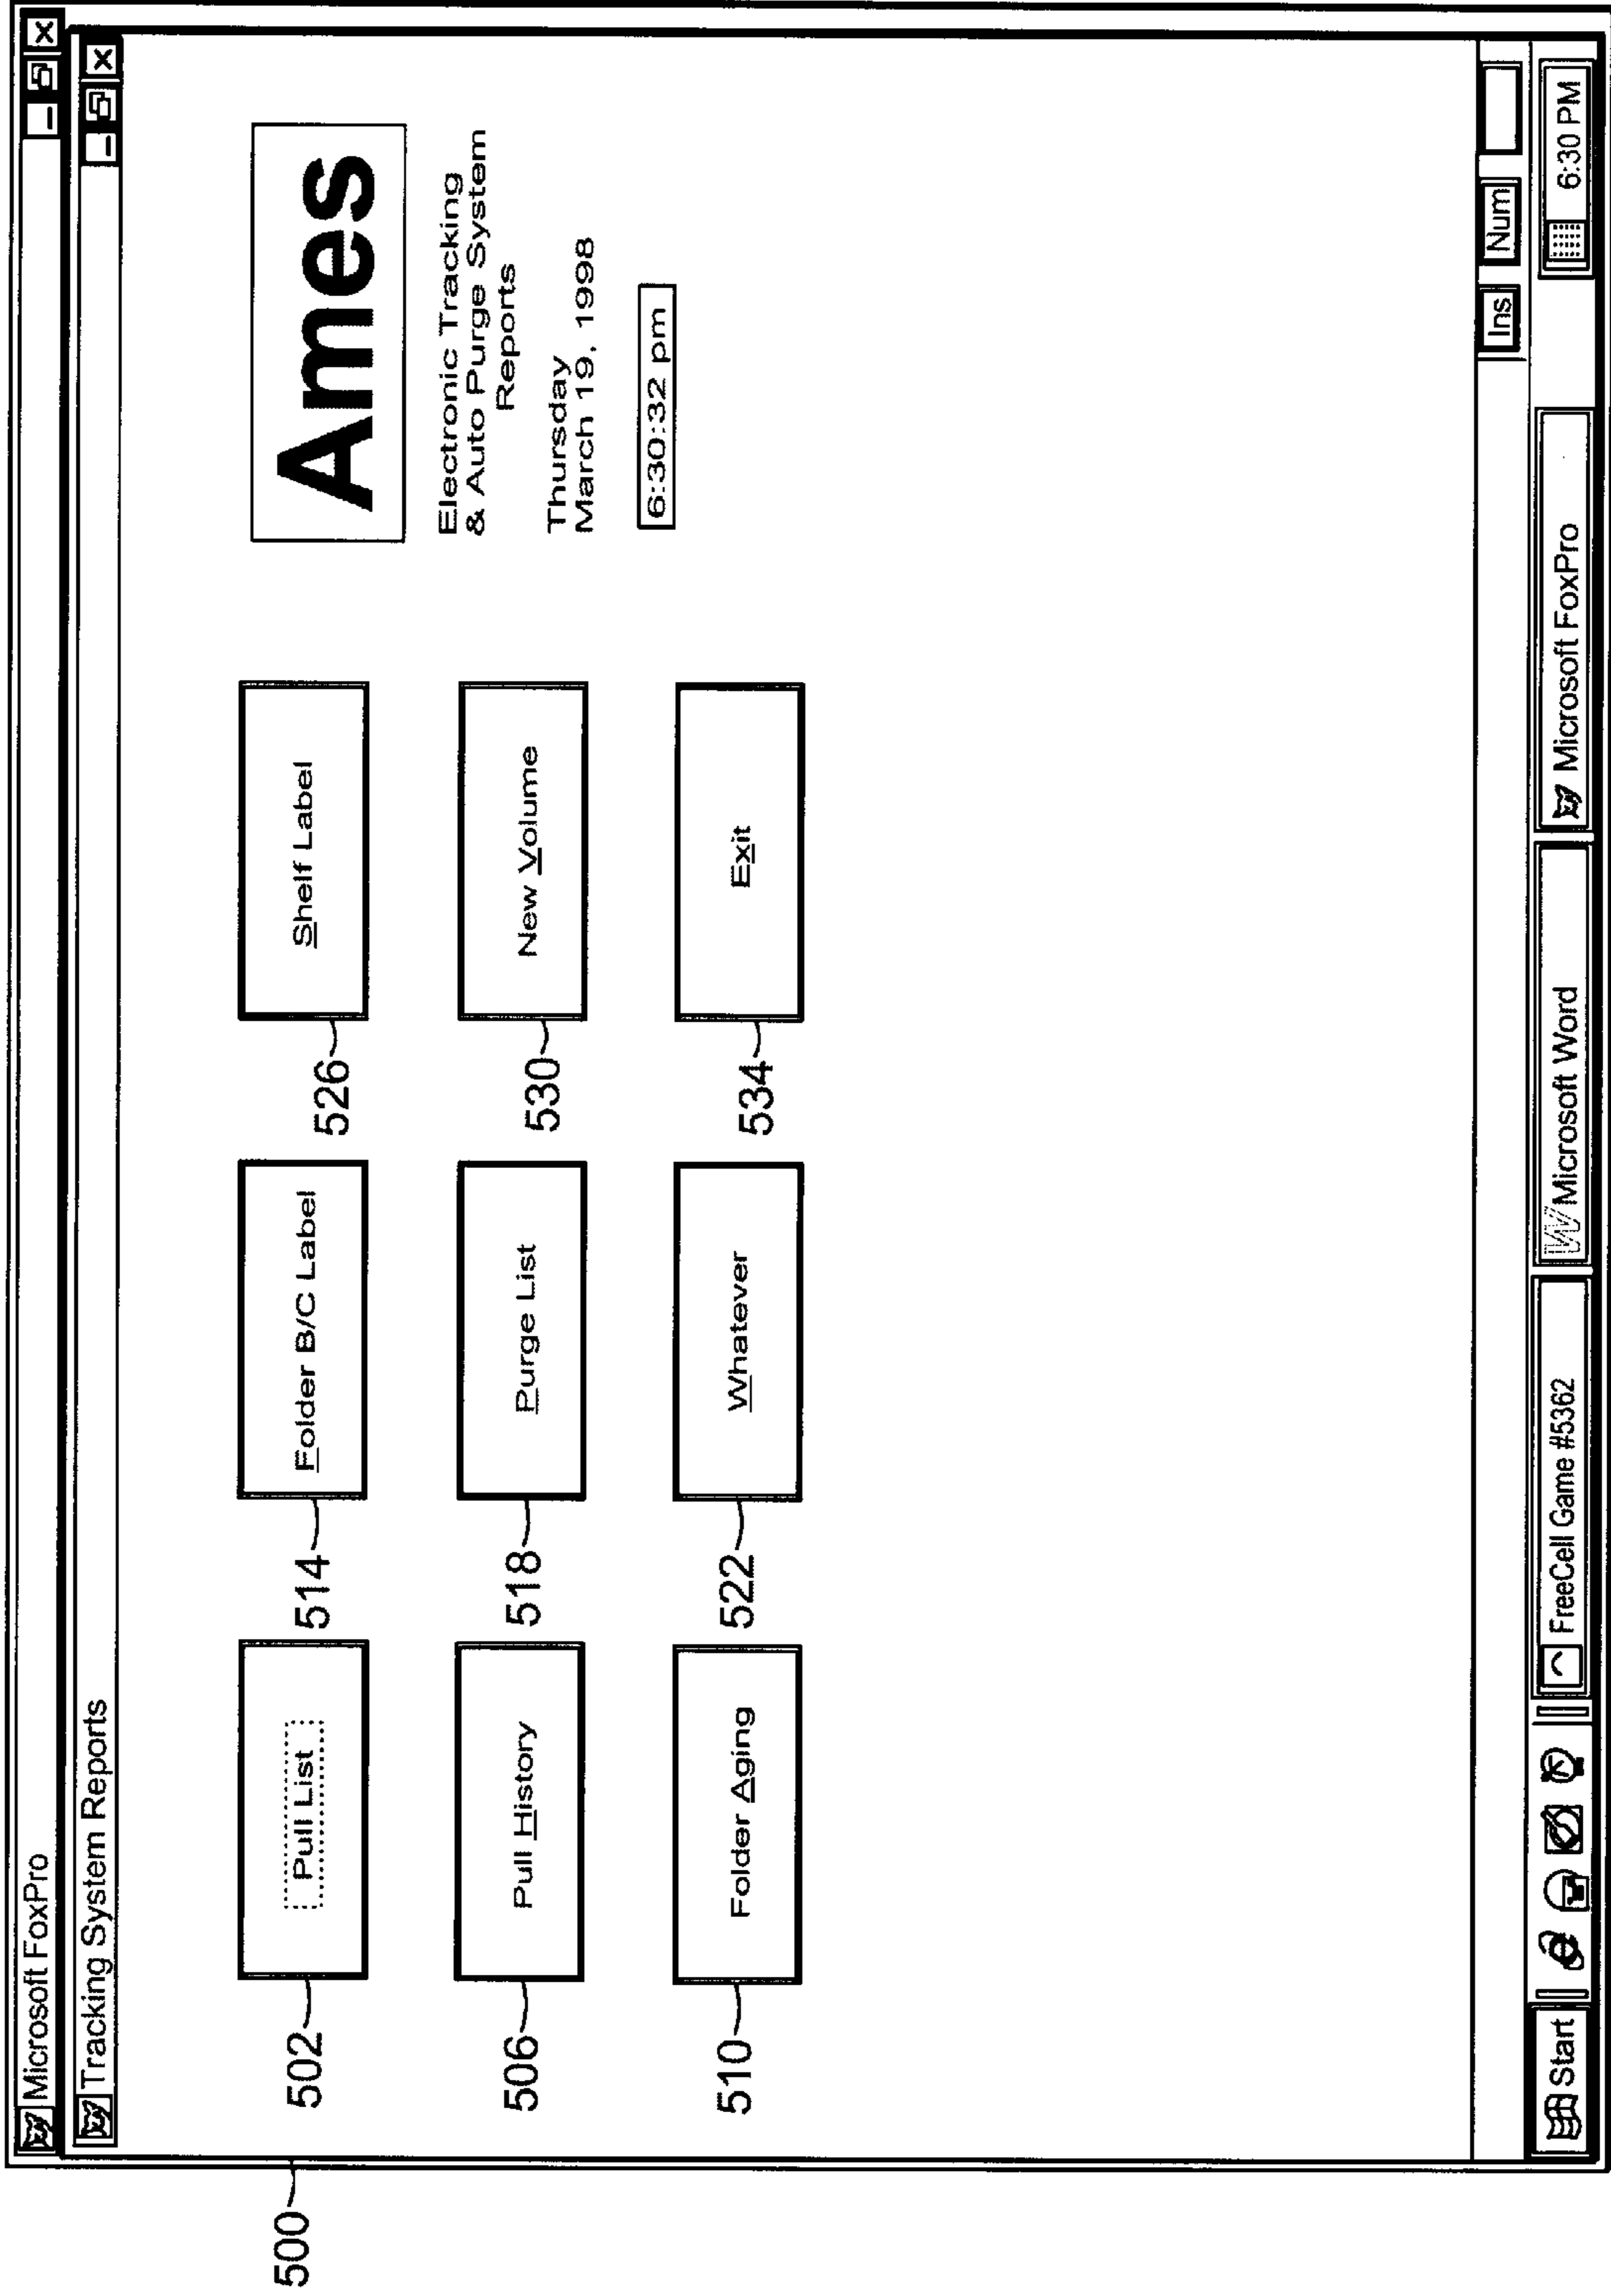 Microsoft FoxPro
Tracking System Reports
500
502
Pull List
514
Folder B/C Label
526
Shelf Label
506
Pull History
518
Purge List
530
New Volume
510
Folder Aging
522
Whatever
534
Exit
Ames
Electronic Tracking
& Auto Purge System
Reports
Thursday
March 19, 1998
6:30:32 pm
Ins
Num
Start
FreeCell Game #5362
W Microsoft Word
Microsoft FoxPro
6:30 PM